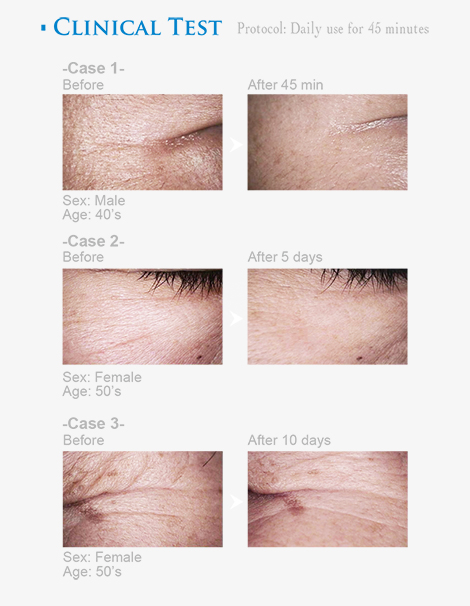 CLINICAL TEST Protocol: Daily use for 45 minutes
-Case 1-
Before After 45 min
Sex: Male
Age: 40's
-Case 2-
Before After 5 days
Sex: Female
Age: 50's
-Case 3-
Before After 10 days
Sex: Female
Age: 50's